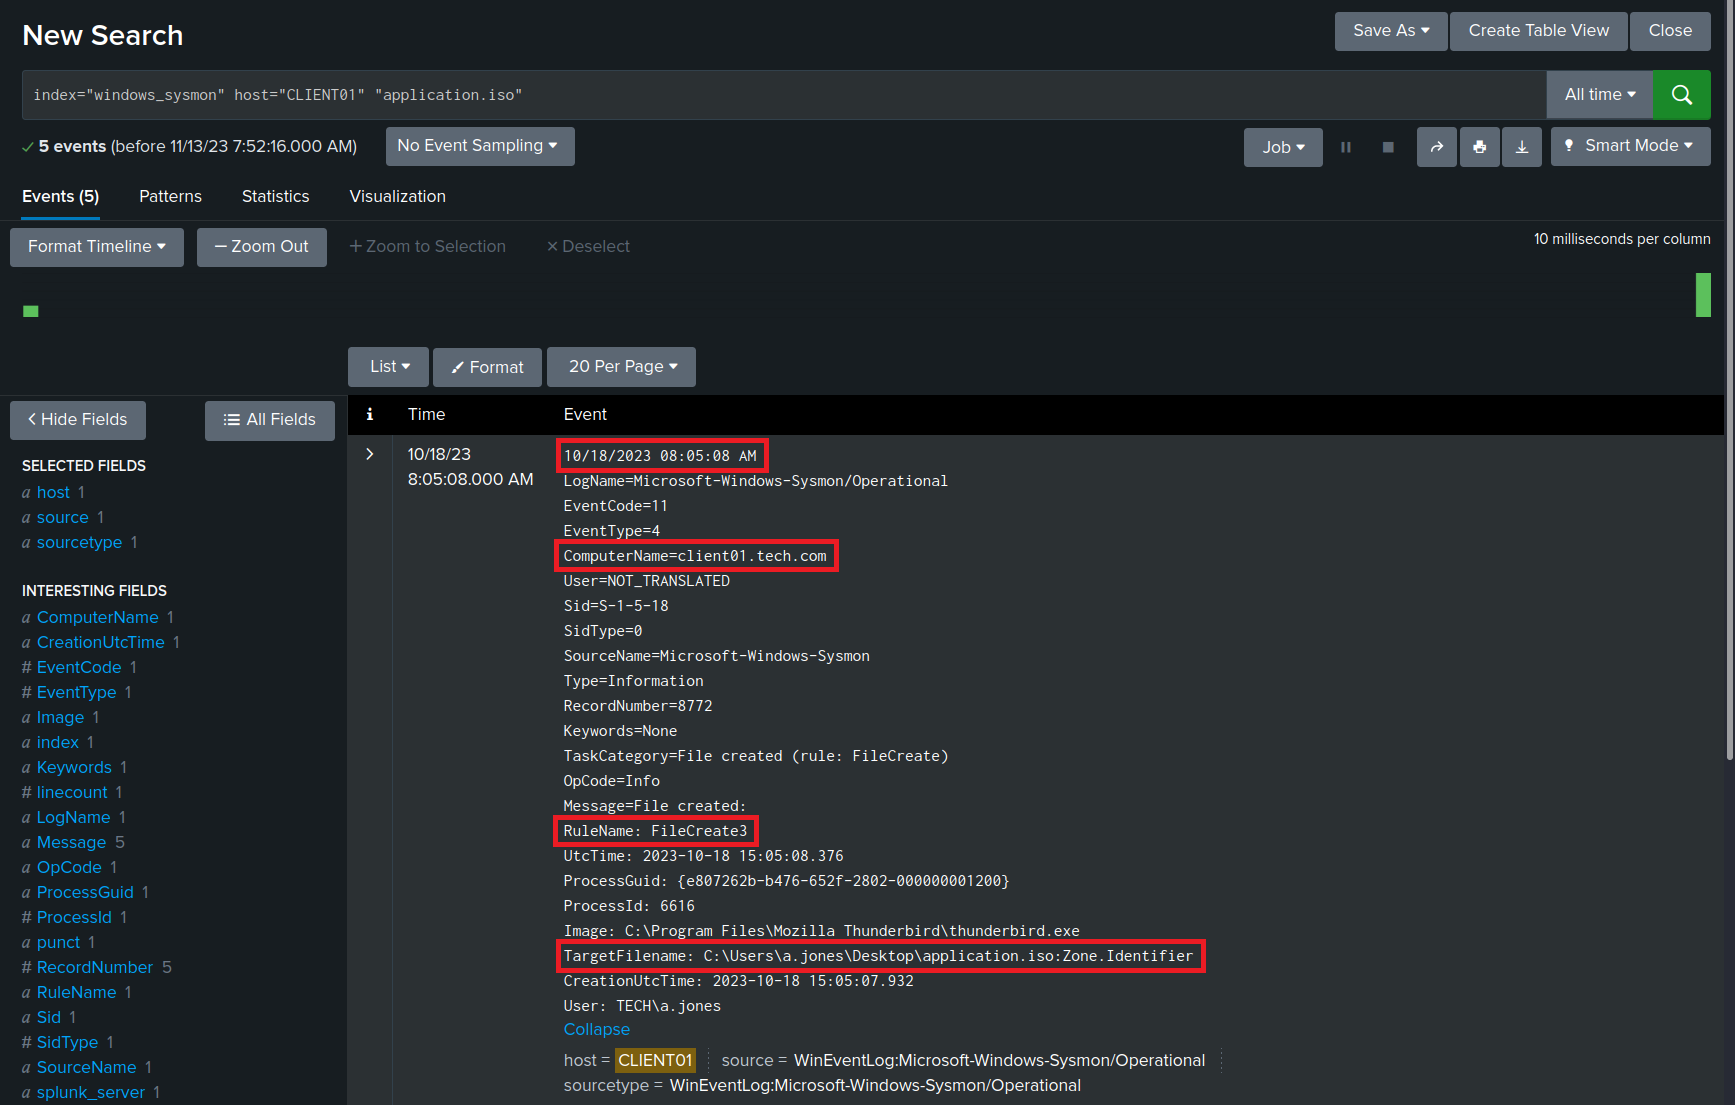 New Search
Save As
Create Table View
Close
index="windows_sysmon" host="CLIENT01" "application.iso"
All time
5 events (before 11/13/23 7:52:16.000 AM)
No Event Sampling
Job
Smart Mode
Events (5)
Patterns
Statistics
Visualization
Format Timeline
— Zoom Out
+ Zoom to Selection
× Deselect
10 milliseconds per column
List
Format
20 Per Page
< Hide Fields
All Fields
i
Time
Event
SELECTED FIELDS
a host 1
a source 1
a sourcetype 1
INTERESTING FIELDS
a ComputerName 1
a CreationUtcTime 1
# EventCode 1
# EventType 1
a Image 1
a index 1
a Keywords 1
# linecount 1
a LogName 1
a Message 5
a OpCode 1
a ProcessGuid 1
# ProcessId 1
a punct 1
# RecordNumber 5
a RuleName 1
a Sid 1
# SidType 1
a SourceName 1
a splunk_server 1
>
10/18/23
8:05:08.000 AM
10/18/2023 08:05:08 AM
LogName=Microsoft-Windows-Sysmon/Operational
EventCode=11
EventType=4
ComputerName=client01.tech.com
User=NOT_TRANSLATED
Sid=S-1-5-18
SidType=0
SourceName=Microsoft-Windows-Sysmon
Type=Information
RecordNumber=8772
Keywords=None
TaskCategory=File created (rule: FileCreate)
OpCode=Info
Message=File created:
RuleName: FileCreate3
UtcTime: 2023-10-18 15:05:08.376
ProcessGuid: {e807262b-b476-652f-2802-000000001200}
ProcessId: 6616
Image: C:\Program Files\Mozilla Thunderbird\thunderbird.exe
TargetFilename: C:\Users\a.jones\Desktop\application.iso:Zone.Identifier
CreationUtcTime: 2023-10-18 15:05:07.932
User: TECH\a.jones
Collapse
host = CLIENT01 source = WinEventLog:Microsoft-Windows-Sysmon/Operational
sourcetype = WinEventLog:Microsoft-Windows-Sysmon/Operational